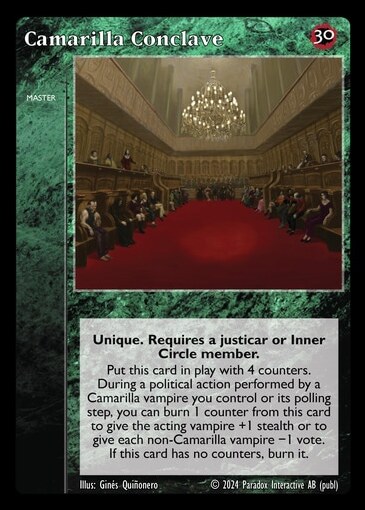 Camarilla Conclave
30
MASTER
Unique. Requires a justicar or Inner
Circle member.
Put this card in play with 4 counters.
During a political action performed by a
Camarilla vampire you control or its polling
step, you can burn 1 counter from this card
to give the acting vampire +1 stealth or to
give each non-Camarilla vampire −1 vote.
If this card has no counters, burn it.
Illus: Ginés Quiñonero © 2024 Paradox Interactive AB (publ)